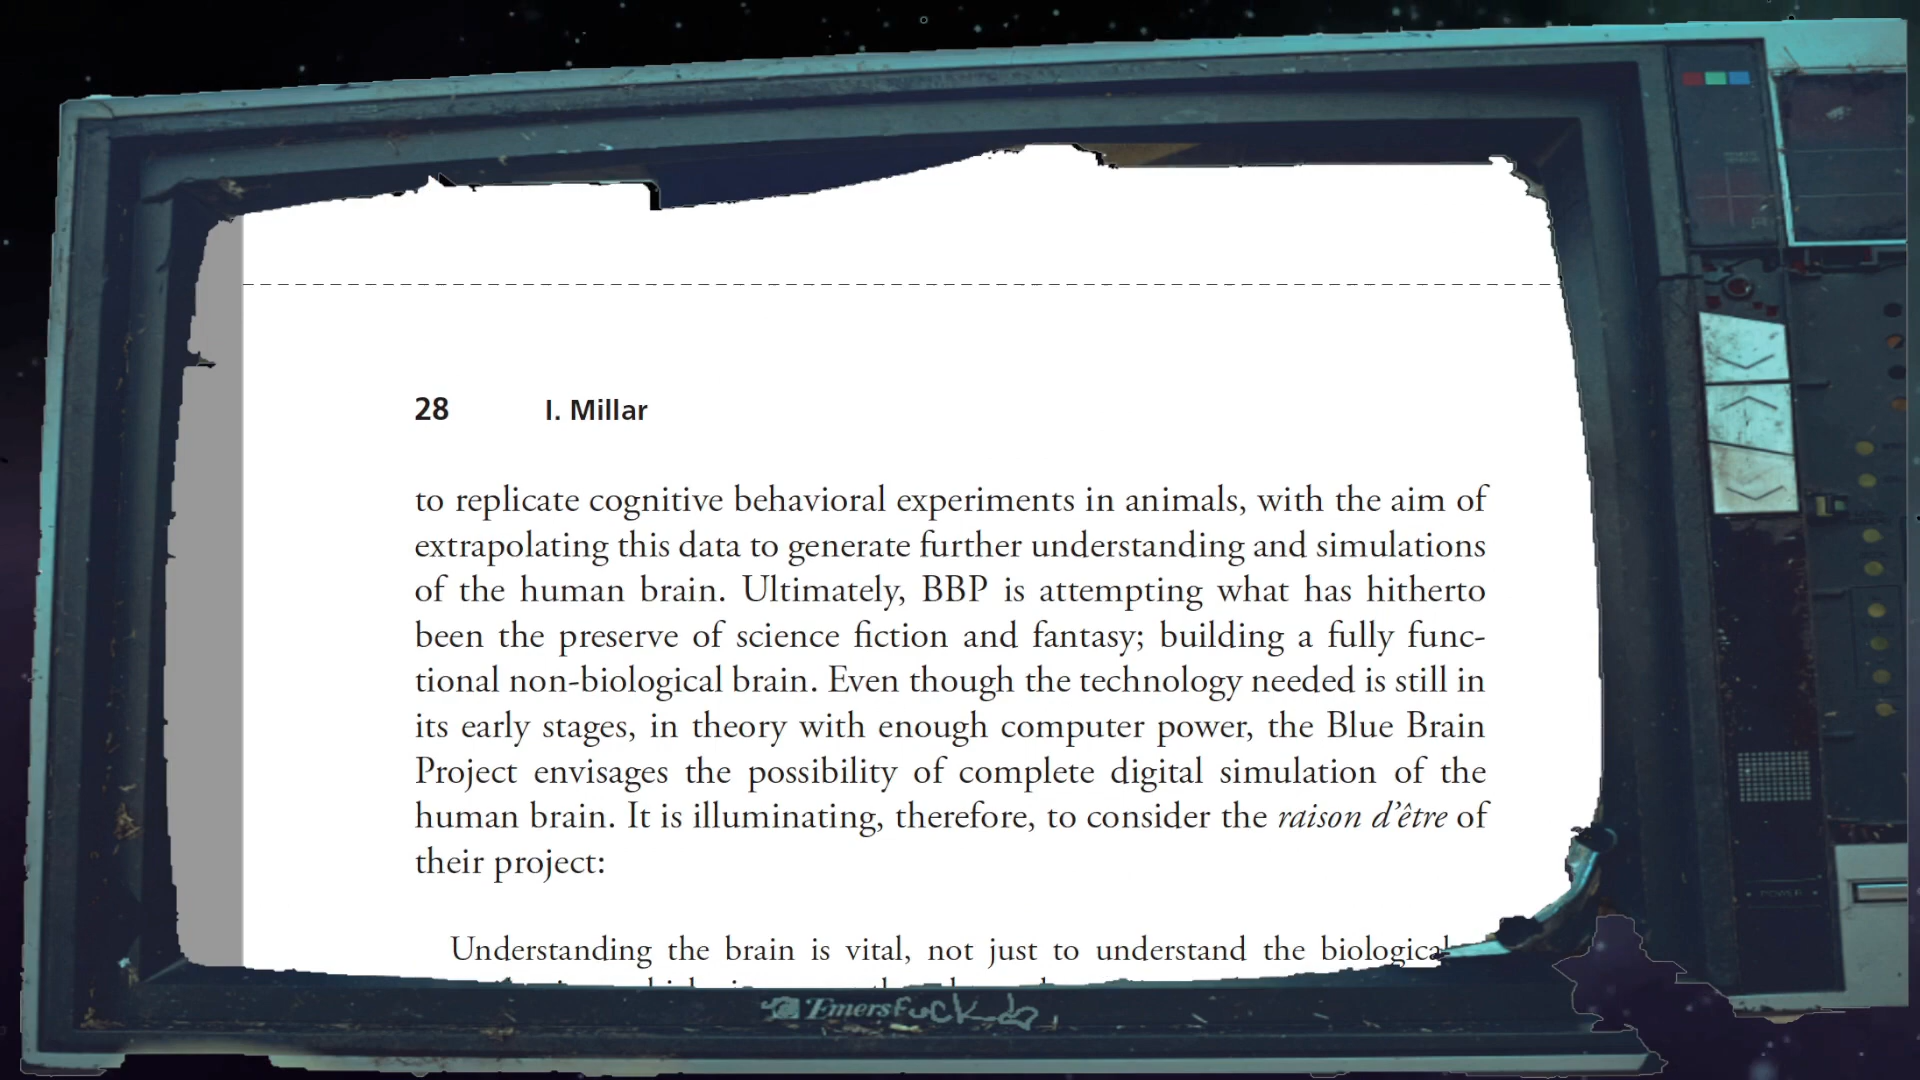 28 I. Millar
to replicate cognitive behavioral experiments in animals, with the aim of
extrapolating this data to generate further understanding and simulations
of the human brain. Ultimately, BBP is attempting what has hitherto
been the preserve of science fiction and fantasy; building a fully func-
tional non-biological brain. Even though the technology needed is still in
its early stages, in theory with enough computer power, the Blue Brain
Project envisages the possibility of complete digital simulation of the
human brain. It is illuminating, therefore, to consider the raison d'être of
their project:
Understanding the brain is vital, not just to understand the biological
POWER